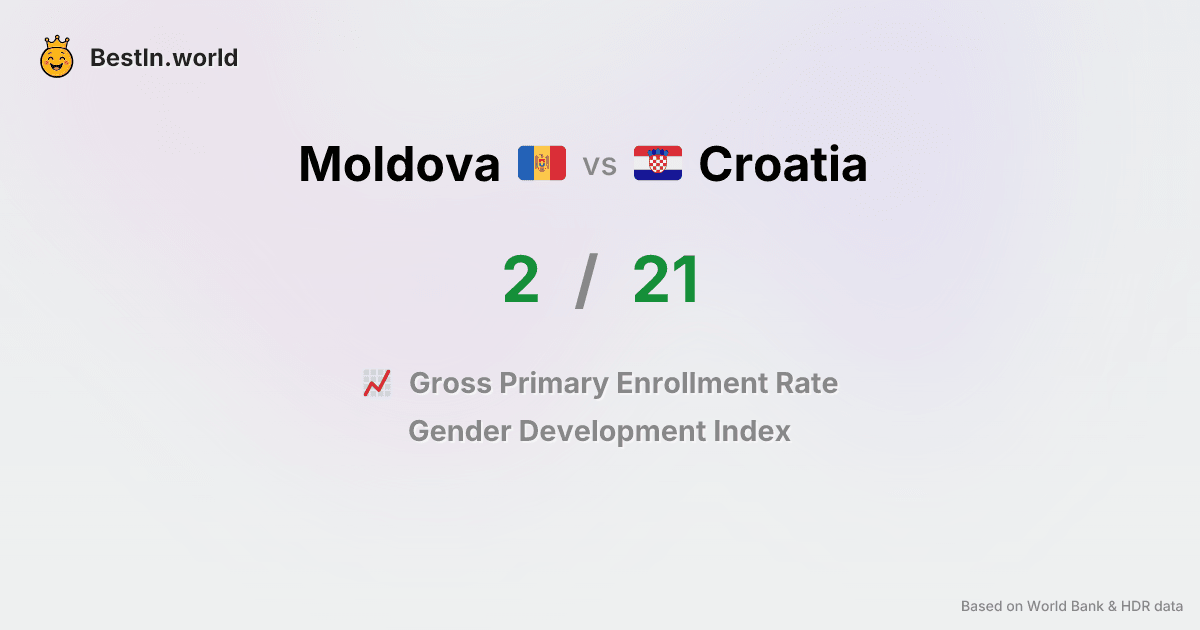 BestIn.world
Moldova vs Croatia
2 / 21
Gross Primary Enrollment Rate
Gender Development Index
Based on World Bank & HDR data